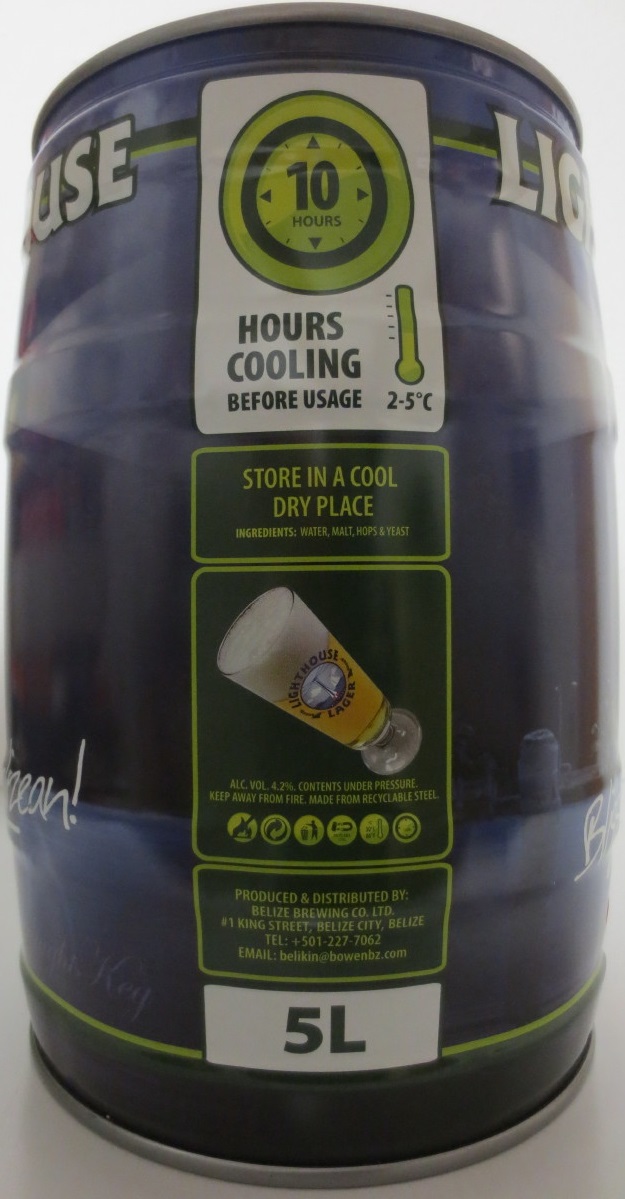 USE
LIG
10
HOURS
HOURS
COOLING
BEFORE USAGE
2-5°C
STORE IN A COOL
DRY PLACE
INGREDIENTS: WATER, MALT, HOPS & YEAST
LIGHTHOUSE
LAGER
ALC. VOL. 4.2%. CONTENTS UNDER PRESSURE.
KEEP AWAY FROM FIRE. MADE FROM RECYCLABLE STEEL.
PRODUCED & DISTRIBUTED BY:
BELIZE BREWING CO. LTD.
#1 KING STREET, BELIZE CITY, BELIZE
TEL: +501-227-7062
EMAIL: belikin@bowenbz.com
Key
5L